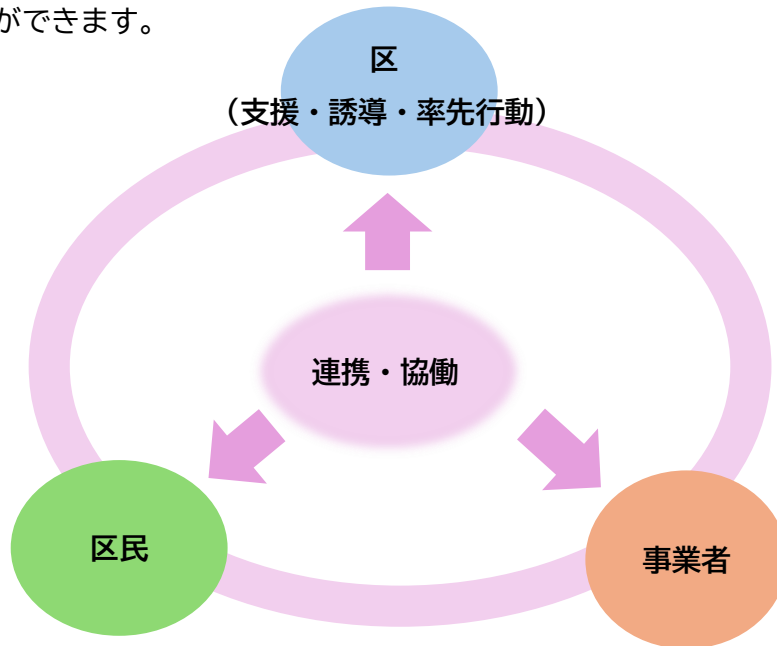 ができます。
区
（支援・誘導・率先行動）
連携・協働
区民
事業者